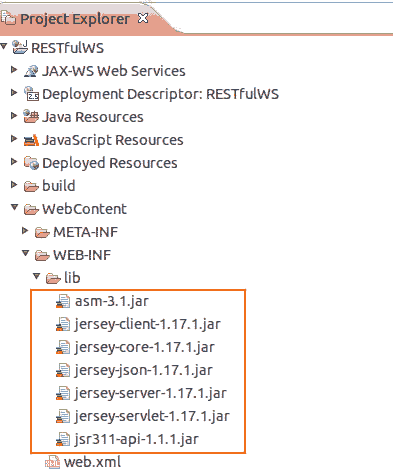 Project Explorer
RESTfulWS
JAX-WS Web Services
Deployment Descriptor: RESTfulWS
Java Resources
JavaScript Resources
Deployed Resources
build
WebContent
META-INF
WEB-INF
lib
asm-3.1.jar
jersey-client-1.17.1.jar
jersey-core-1.17.1.jar
jersey-json-1.17.1.jar
jersey-server-1.17.1.jar
jersey-servlet-1.17.1.jar
jsr311-api-1.1.1.jar
web.xml